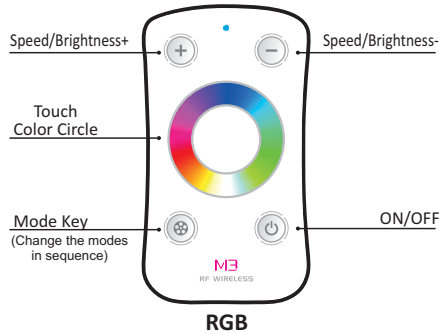 Speed/Brightness+
Speed/Brightness-
Touch
Color Circle
Mode Key
(Change the modes
in sequence)
ON/OFF
M3
RF WIRELESS
RGB